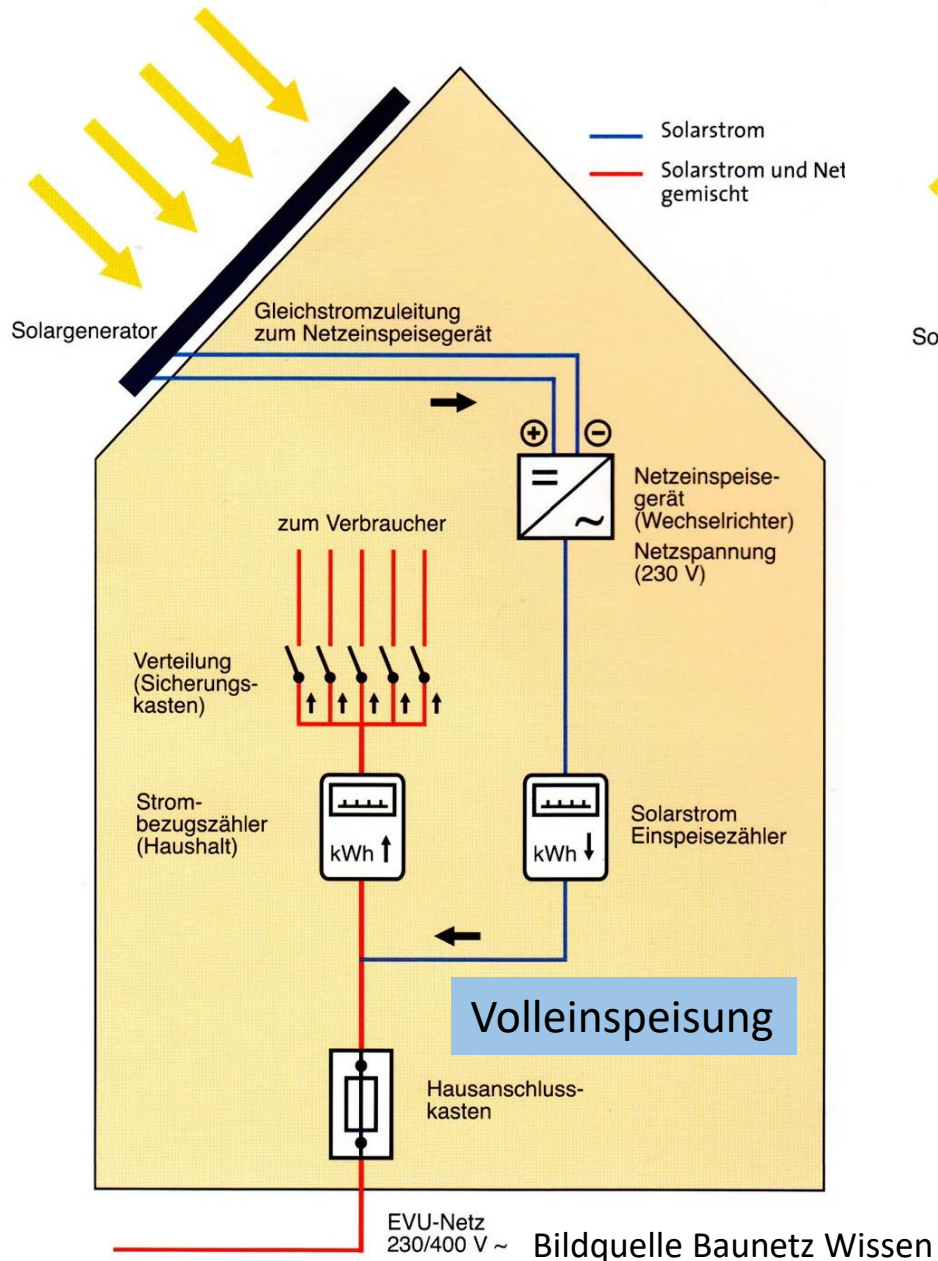 Solarstrom
Solarstrom und Net
gemischt
Solargenerator
Gleichstromzuleitung
zum Netzeinspeisegerät
So
+
−
=
~
Netzeinspeise-
gerät
(Wechselrichter)
Netzspannung
(230 V)
zum Verbraucher
Verteilung
(Sicherungs-
kasten)
Strom-
bezugszähler
(Haushalt)
kWh
kWh
Solarstrom
Einspeisezähler
Volleinspeisung
Hausanschluss-
kasten
EVU-Netz
230/400 V ~
Bildquelle Baunetz Wissen